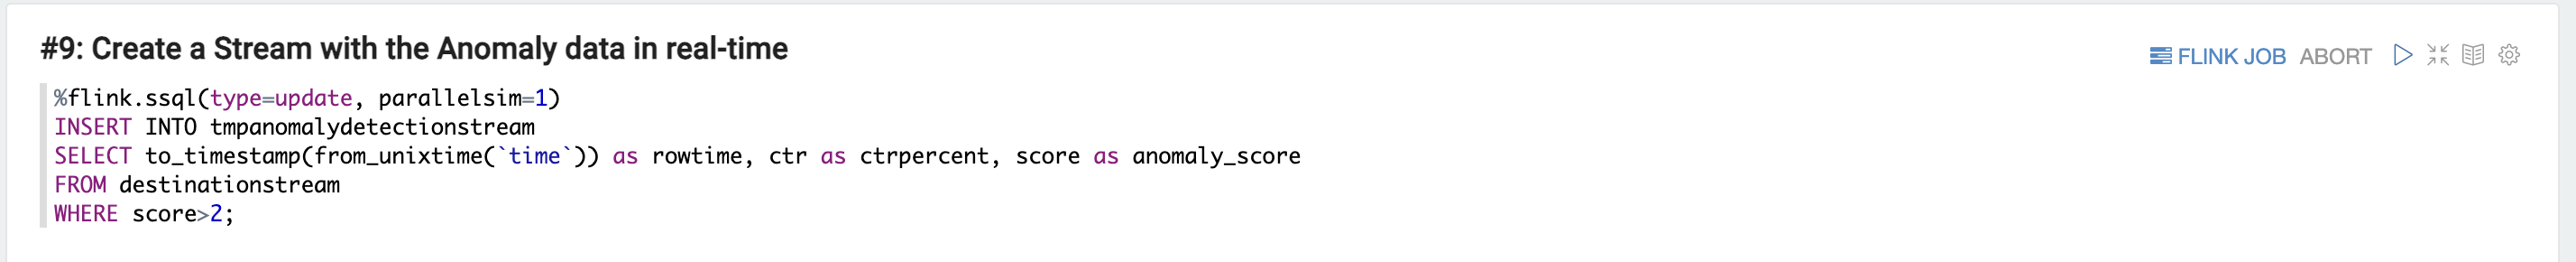 #9: Create a Stream with the Anomaly data in real-time
FLINK JOB ABORT
%flink.ssql(type=update, parallelsim=1)
INSERT INTO tmpanomalydetectionstream
SELECT to_timestamp(from_unixtime(`time`)) as rowtime, ctr as ctrpercent, score as anomaly_score
FROM destinationstream
WHERE score>2;